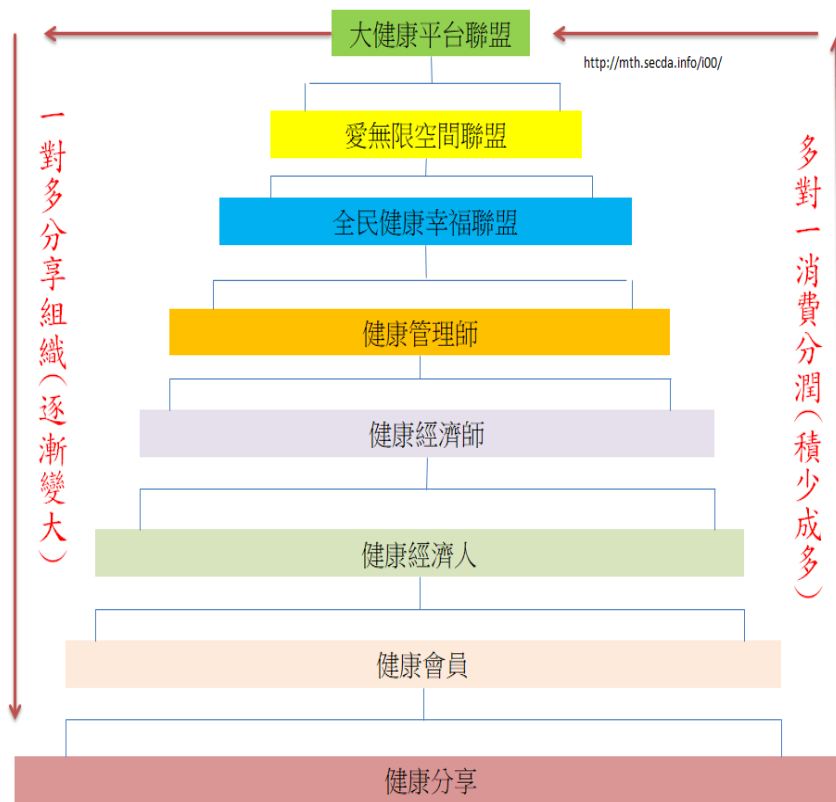 大健康平台聯盟
http://mth.secda.info/i00/
愛無限空間聯盟
全民健康幸福聯盟
健康管理師
健康經濟師
健康經濟人
健康會員
健康分享
一對多分享組織(逐漸變大)
多對一消費分潤(積少成多)